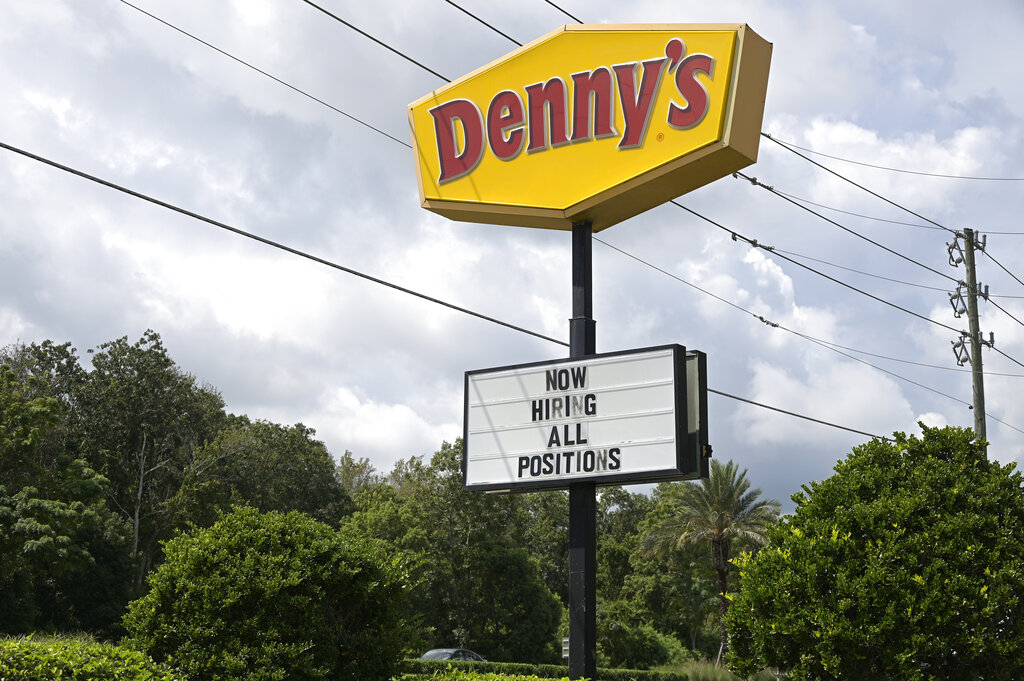 Denny's®
NOW
HIRING
ALL
POSITIONS